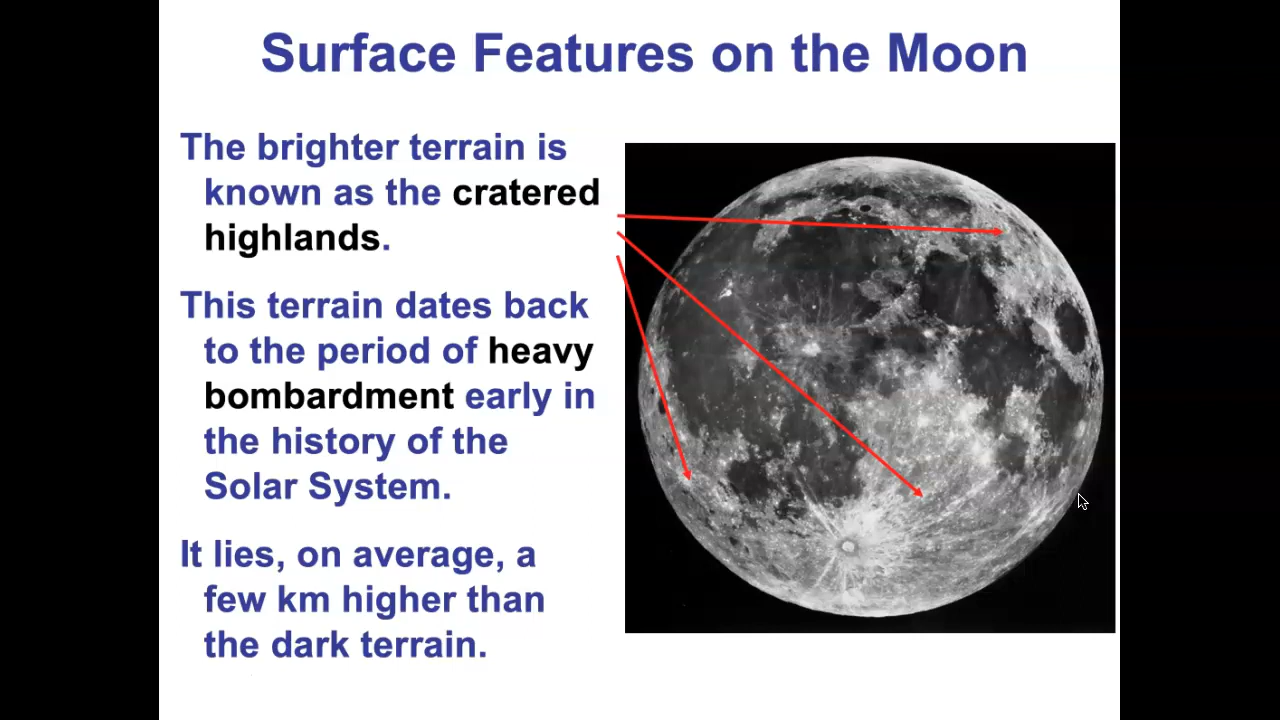 Surface Features on the Moon
The brighter terrain is
known as the cratered
highlands.
This terrain dates back
to the period of heavy
bombardment early in
the history of the
Solar System.
It lies, on average, a
few km higher than
the dark terrain.